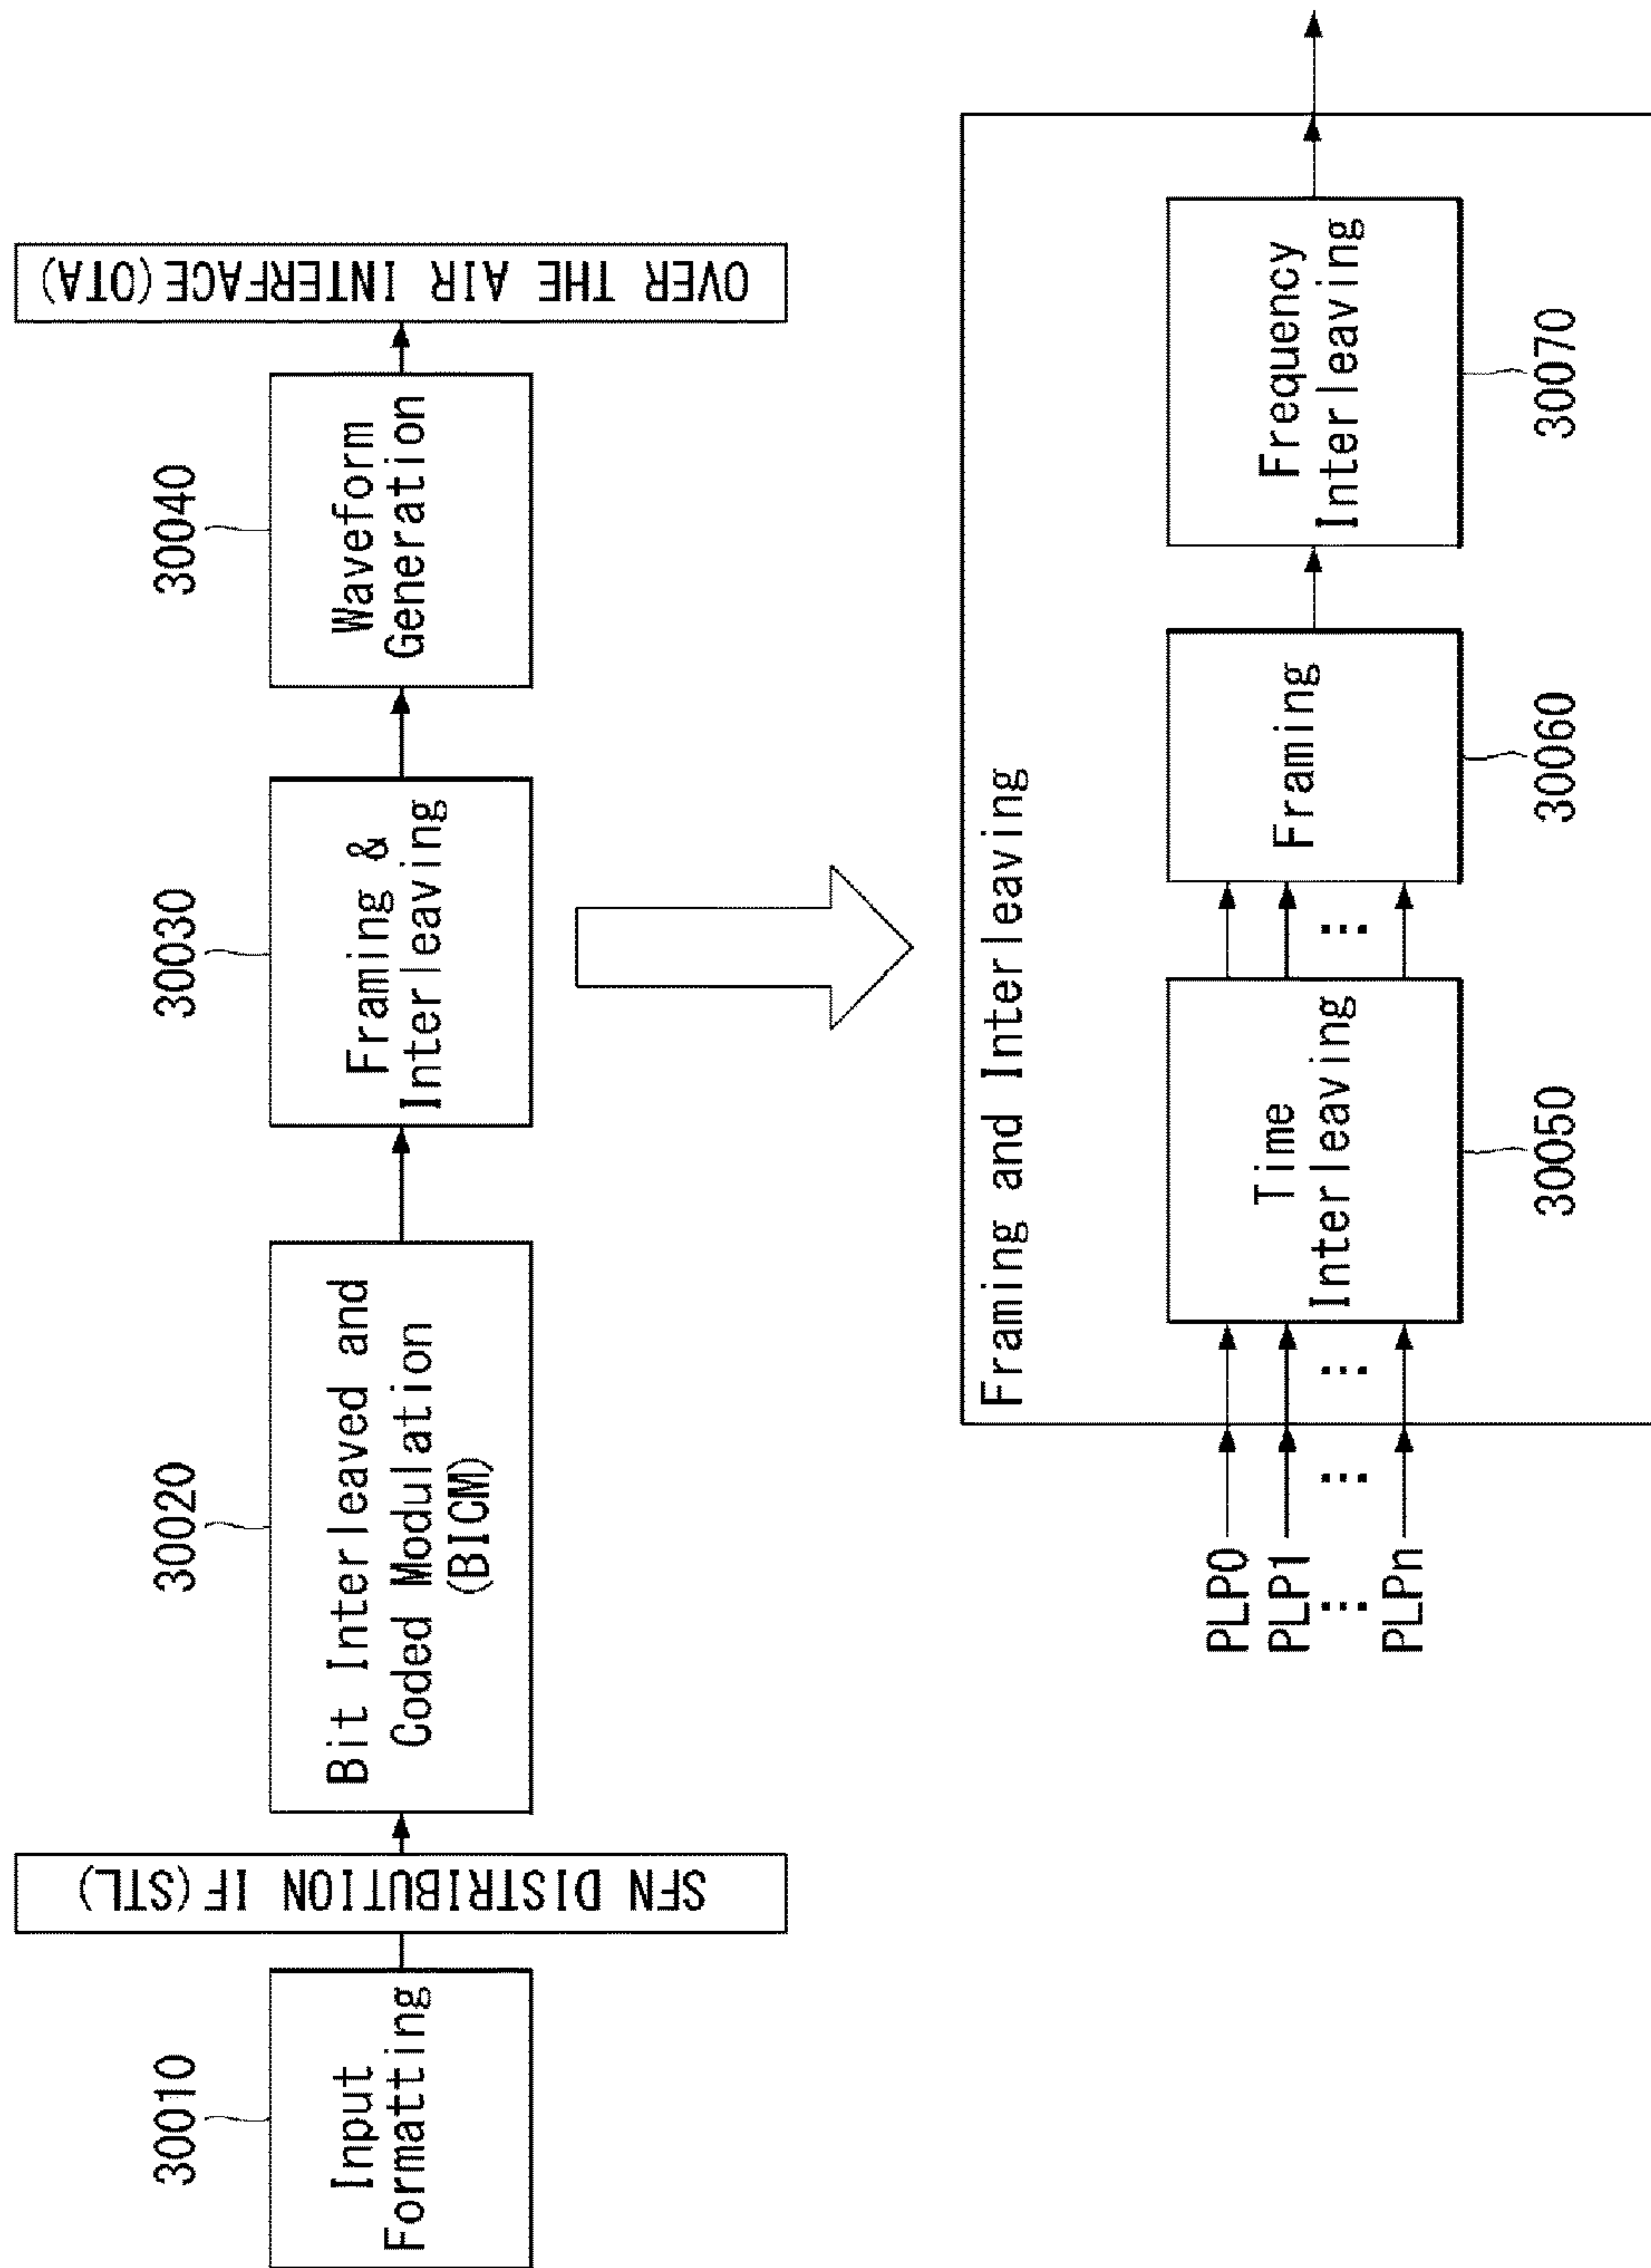 30010
Input
Formatting
SFN DISTRIBUTION IF(STL)
30020
Bit Interleaved and
Coded Modulation
(BICM)
30030
Framing &
Interleaving
30040
Waveform
Generation
OVER THE AIR INTERFACE(OTA)
Framing and Interleaving
PLP0
PLP1
⋮
PLPn
⋮
⋮
Time
Interleaving
30050
⋮
Framing
30060
Frequency
Interleaving
30070